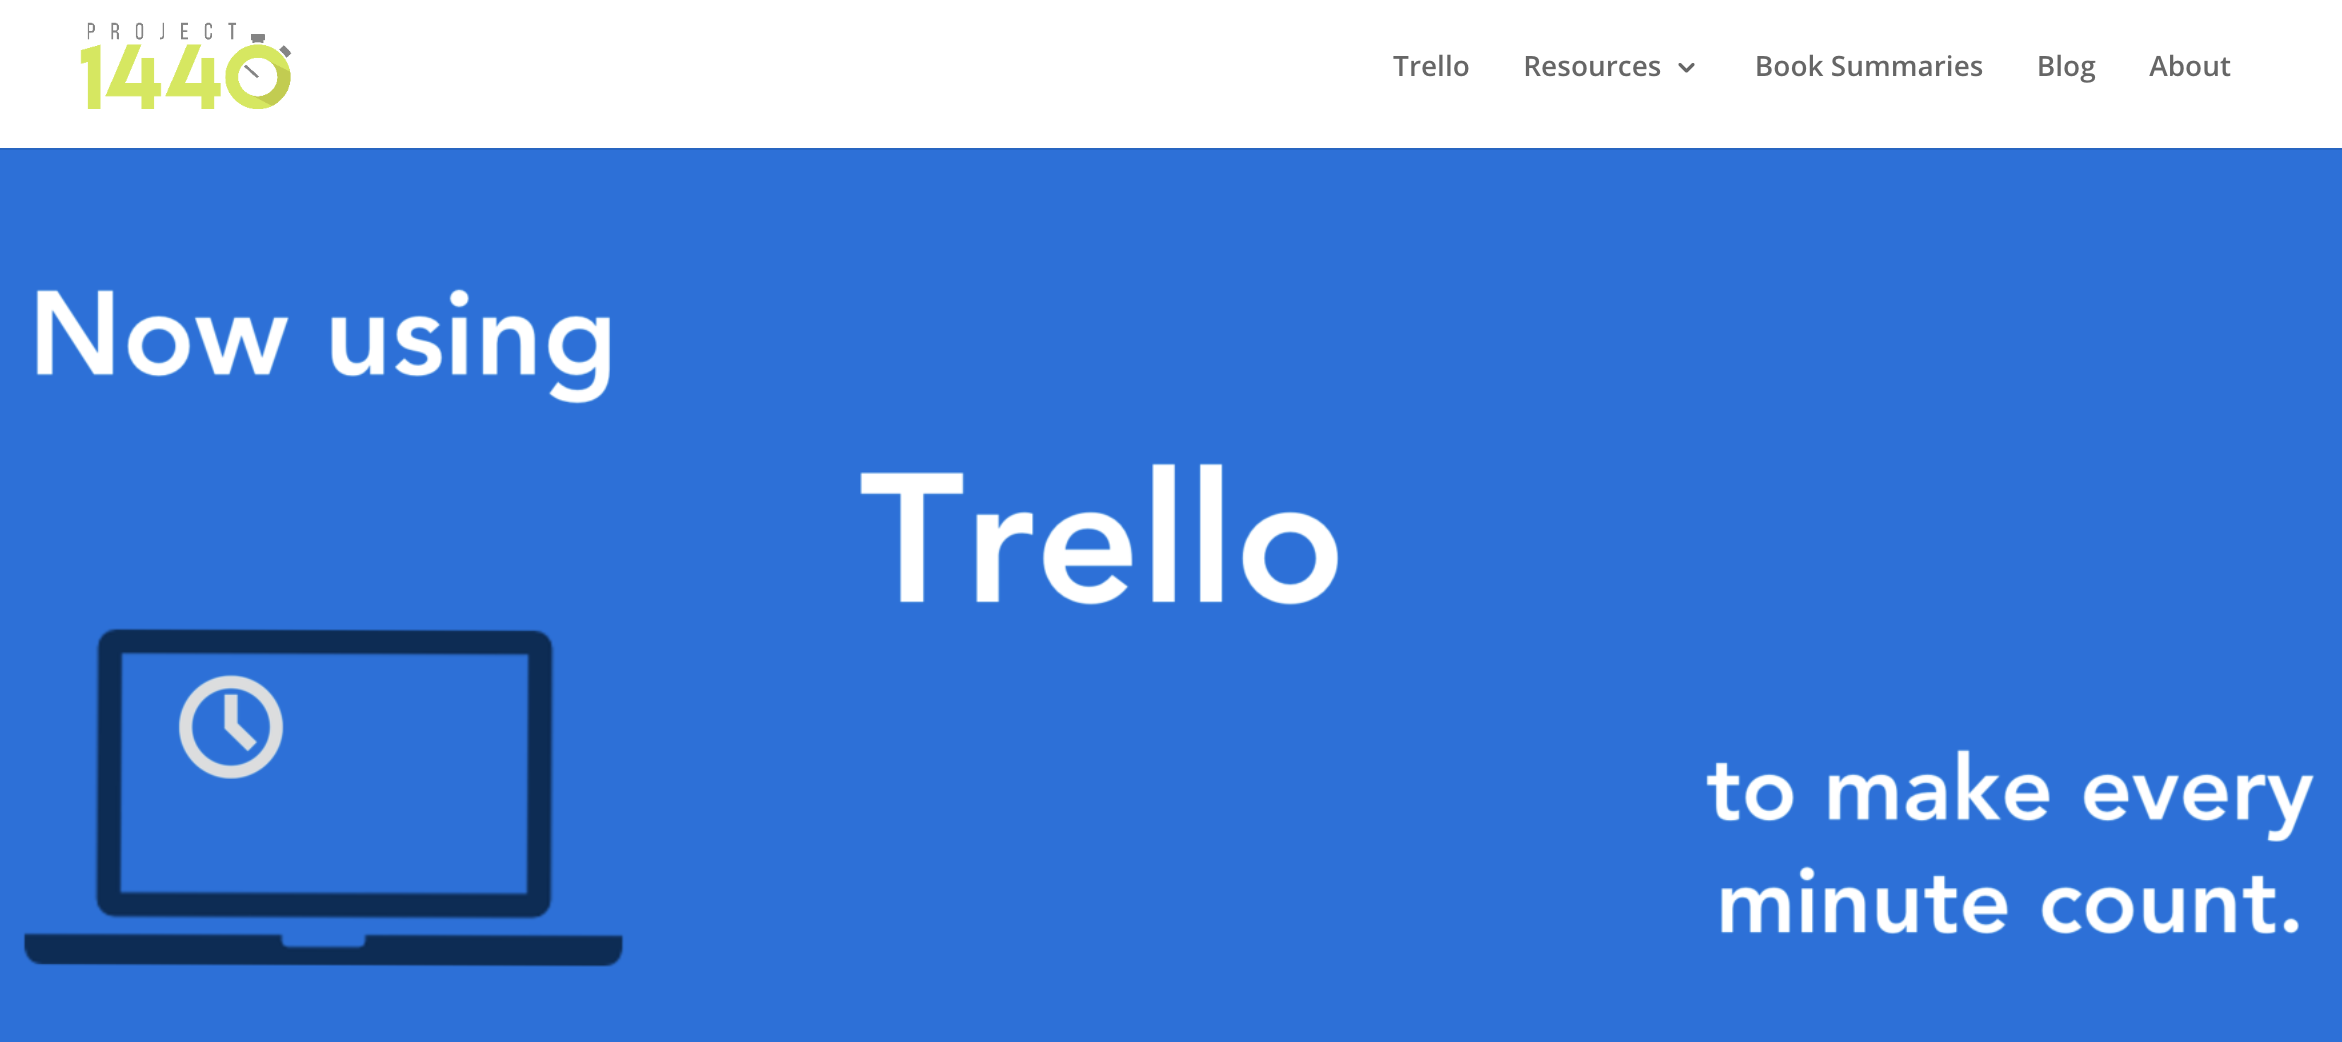 PROJECT
1440
Trello Resources Book Summaries Blog About
Now using
Trello
to make every
minute count.